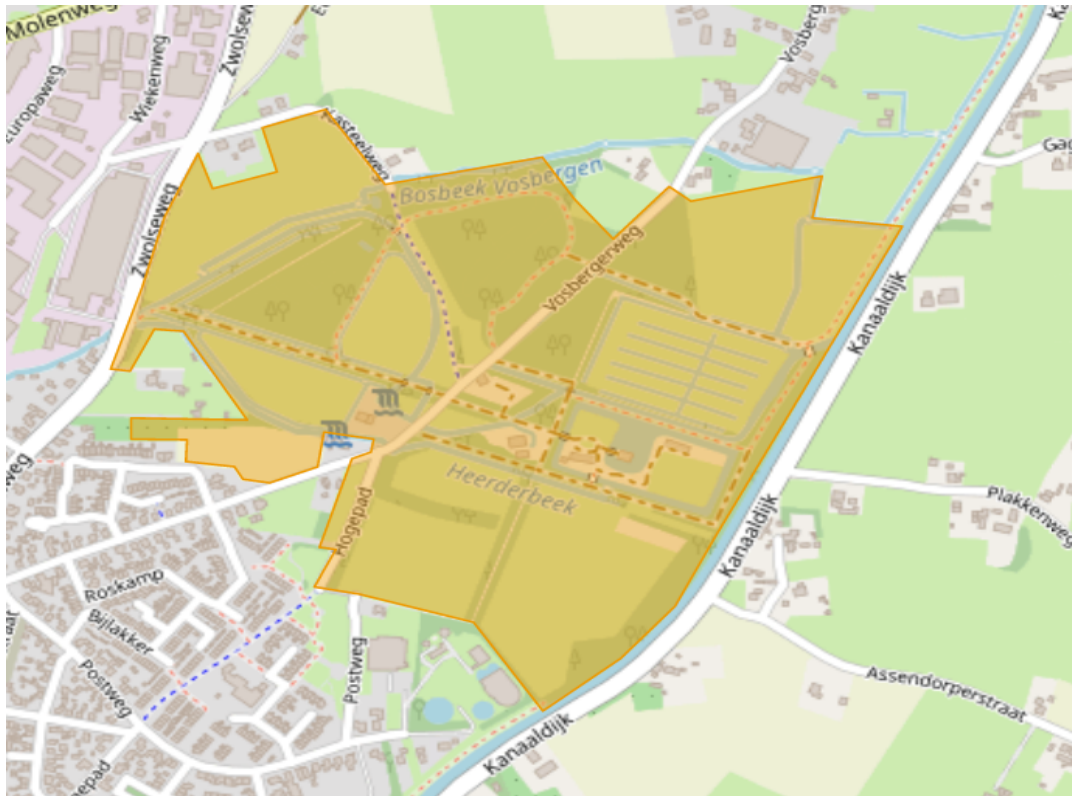 Molenweg
Zwolseweg
Europaweg
Wiekenweg
Kasteelweg
Bosbeek Vosbergen
Vosbergerweg
Zwolseweg
Kanaaldijk
Heerderbeek
Hogepad
Plakkenweg
Kanaaldijk
Roskamp
Bijlakker
Postweg
Postweg
Assendorperstraat
Kanaaldijk